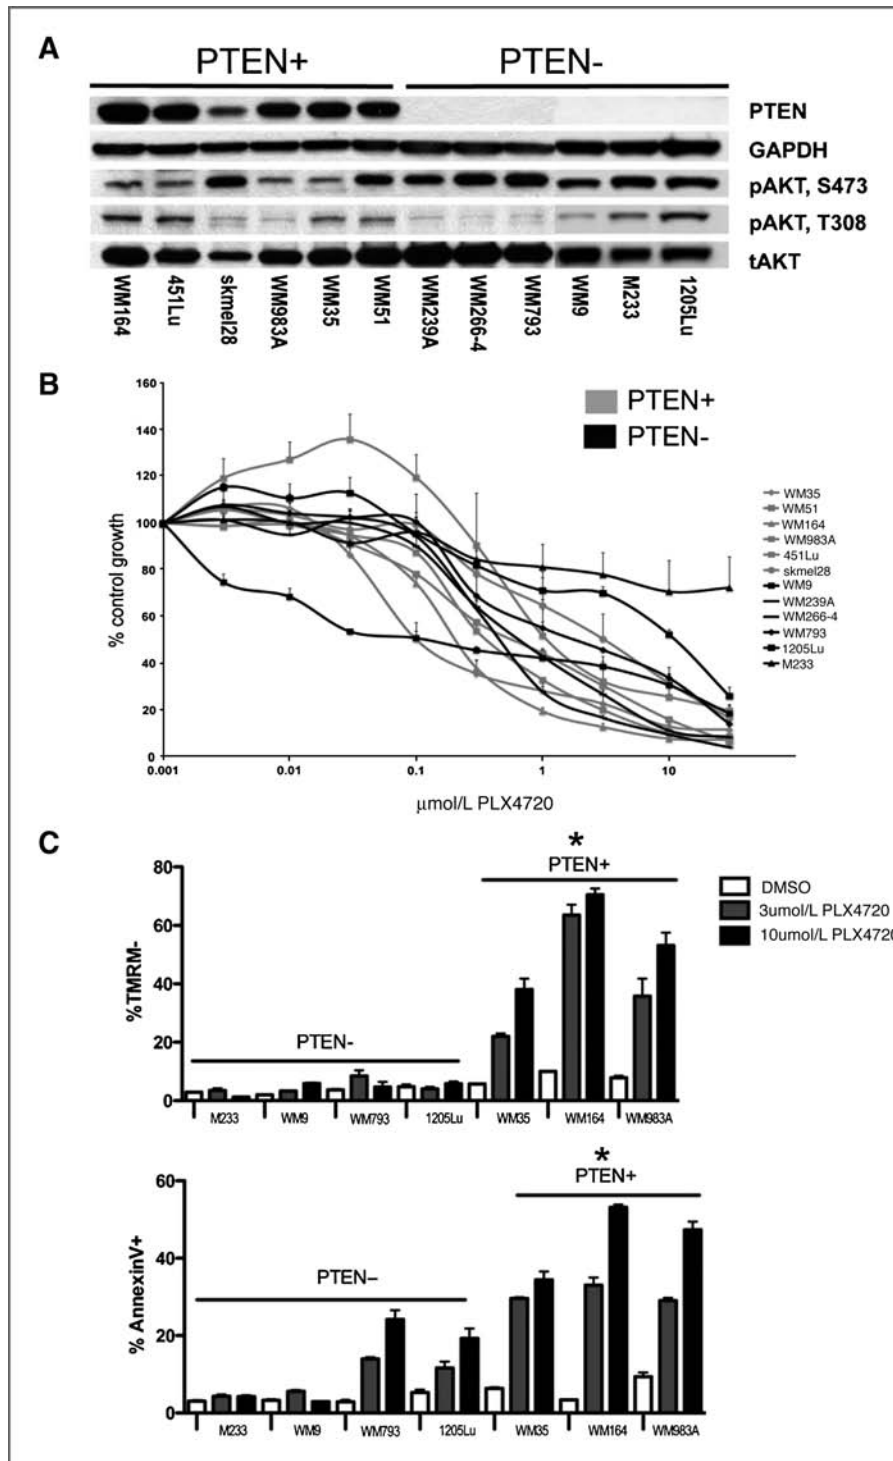 A
PTEN+ PTEN-
PTEN
GAPDH
pAKT, S473
pAKT, T308
tAKT
WM164 451Lu skmel28 WM983A WM35 WM51 WM239A WM266-4 WM793 WM9 M233 1205Lu
B
PTEN+
PTEN-
160
140
120
100
80
60
40
20
0
% control growth
0.001 0.01 0.1 1 10
μmol/L PLX4720
WM35
WM51
WM164
WM983A
451Lu
skmel28
WM9
WM239A
WM266-4
WM793
1205Lu
M233
C
80
60
40
20
0
%TMRM-
PTEN-
*
PTEN+
DMSO
3umol/L PLX4720
10umol/L PLX4720
M233 WM9 WM793 1205Lu WM35 WM164 WM983A
60
40
20
0
% AnnexinV+
PTEN–
*
PTEN+
M233 WM9 WM793 1205Lu WM35 WM164 WM983A